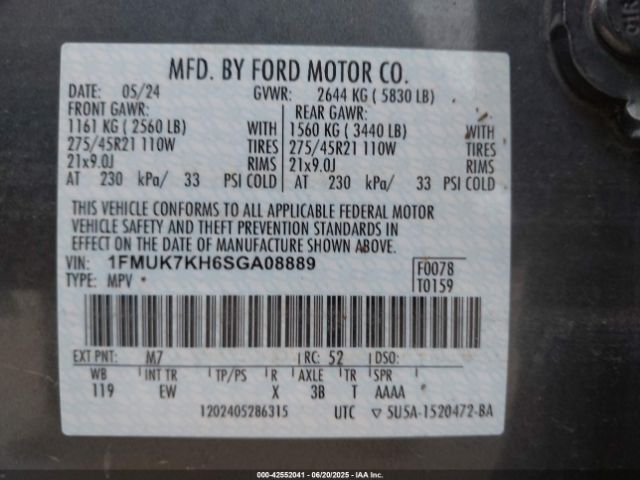 MFD. BY FORD MOTOR CO.
DATE: 05/24 GVWR: 2644 KG ( 5830 LB)
FRONT GAWR: REAR GAWR:
1161 KG ( 2560 LB) WITH 1560 KG ( 3440 LB) WITH
275/45R21 110W TIRES 275/45R21 110W TIRES
21x9.0J RIMS 21x9.0J RIMS
AT 230 kPa/ 33 PSI COLD AT 230 kPa/ 33 PSI COLD
THIS VEHICLE CONFORMS TO ALL APPLICABLE FEDERAL MOTOR
VEHICLE SAFETY AND THEFT PREVENTION STANDARDS IN
EFFECT ON THE DATE OF MANUFACTURE SHOWN ABOVE.
VIN: 1FMUK7KH6SGA08889 F0078
TYPE: MPV T0159
EXT PNT: M7 RC: 52 DSO:
WB INT TR TP/PS R AXLE TR SPR
119 EW X 3B T AAAA
1202405286315 UTC ▽ 5U5A-1520472-BA
000-42552041 - 06/20/2025 - IAAI, Inc.